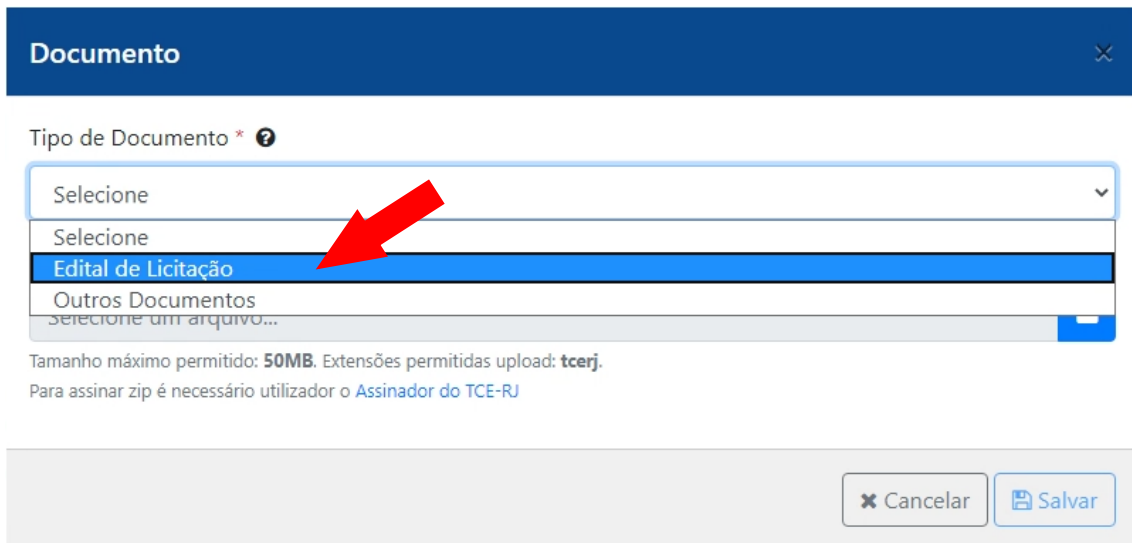 Documento
Tipo de Documento *
Selecione
Selecione
Edital de Licitação
Outros Documentos
Selecione um arquivo...
Tamanho máximo permitido: 50MB. Extensões permitidas upload: tcerj.
Para assinar zip é necessário utilizador o Assinador do TCE-RJ
Cancelar Salvar